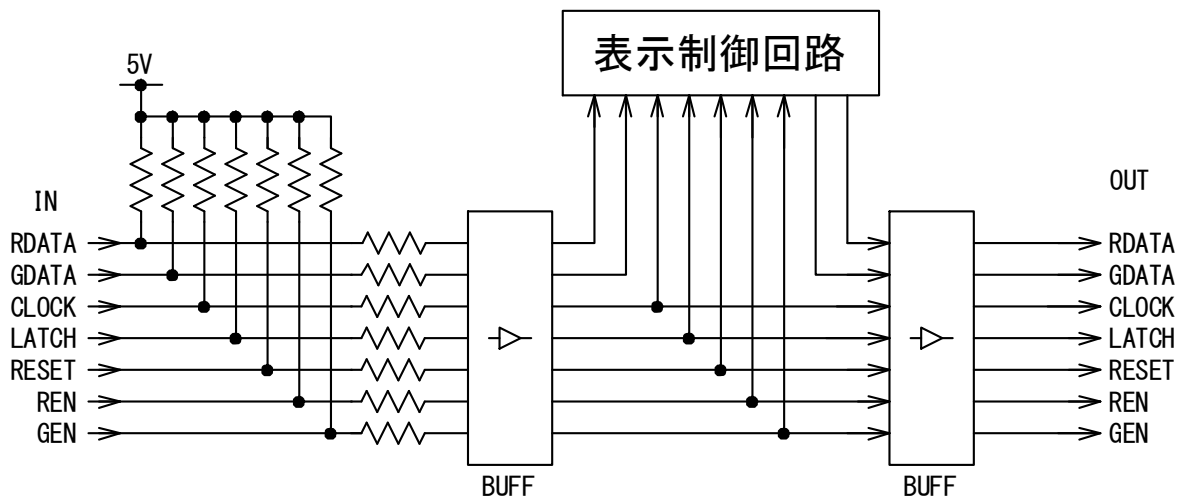 表示制御回路
5V
IN
OUT
RDATA
GDATA
CLOCK
LATCH
RESET
REN
GEN
RDATA
GDATA
CLOCK
LATCH
RESET
REN
GEN
BUFF
BUFF